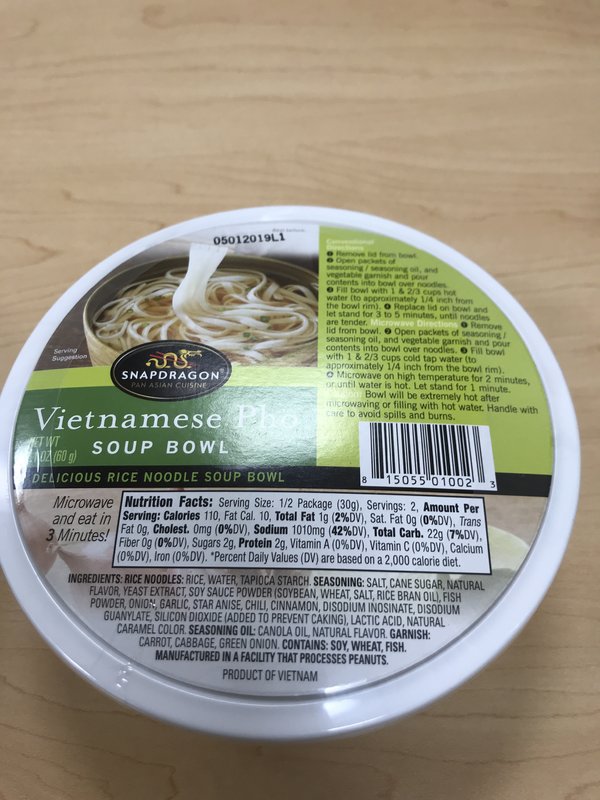 05012019L1
Serving
Suggestion
SNAPDRAGON
PAN ASIAN CUISINE
Vietnamese Pho
SOUP BOWL
NET WT
OZ (60 g)
DELICIOUS RICE NOODLE SOUP BOWL
Conventional
Directions
❶ Remove lid from bowl.
❷ Open packets of
seasoning / seasoning oil, and
vegetable garnish and pour
contents into bowl over noodles.
❸ Fill bowl with 1 & 2/3 cups hot
water (to approximately 1/4 inch from
the bowl rim). ❹ Replace lid on bowl and
let stand for 3 to 5 minutes, until noodles
are tender. Microwave Directions ❶ Remove
lid from bowl. ❷ Open packets of seasoning /
seasoning oil, and vegetable garnish and pour
contents into bowl over noodles. ❸ Fill bowl
with 1 & 2/3 cups cold tap water (to
approximately 1/4 inch from the bowl rim).
❹ Microwave on high temperature for 2 minutes,
or until water is hot. Let stand for 1 minute.
Bowl will be extremely hot after
microwaving or filling with hot water. Handle with
care to avoid spills and burns.
8 15055 01002 3
Microwave
and eat in
3 Minutes!
Nutrition Facts: Serving Size: 1/2 Package (30g), Servings: 2, Amount Per
Serving: Calories 110, Fat Cal. 10, Total Fat 1g (2%DV), Sat. Fat 0g (0%DV), Trans
Fat 0g, Cholest. 0mg (0%DV), Sodium 1010mg (42%DV), Total Carb. 22g (7%DV),
Fiber 0g (0%DV), Sugars 2g, Protein 2g, Vitamin A (0%DV), Vitamin C (0%DV), Calcium
(0%DV), Iron (0%DV). *Percent Daily Values (DV) are based on a 2,000 calorie diet.
INGREDIENTS: RICE NOODLES: RICE, WATER, TAPIOCA STARCH. SEASONING: SALT, CANE SUGAR, NATURAL
FLAVOR, YEAST EXTRACT, SOY SAUCE POWDER (SOYBEAN, WHEAT, SALT, RICE BRAN OIL), FISH
POWDER, ONION, GARLIC, STAR ANISE, CHILI, CINNAMON, DISODIUM INOSINATE, DISODIUM
GUANYLATE, SILICON DIOXIDE (ADDED TO PREVENT CAKING), LACTIC ACID, NATURAL
CARAMEL COLOR. SEASONING OIL: CANOLA OIL, NATURAL FLAVOR. GARNISH:
CARROT, CABBAGE, GREEN ONION. CONTAINS: SOY, WHEAT, FISH.
MANUFACTURED IN A FACILITY THAT PROCESSES PEANUTS.
PRODUCT OF VIETNAM